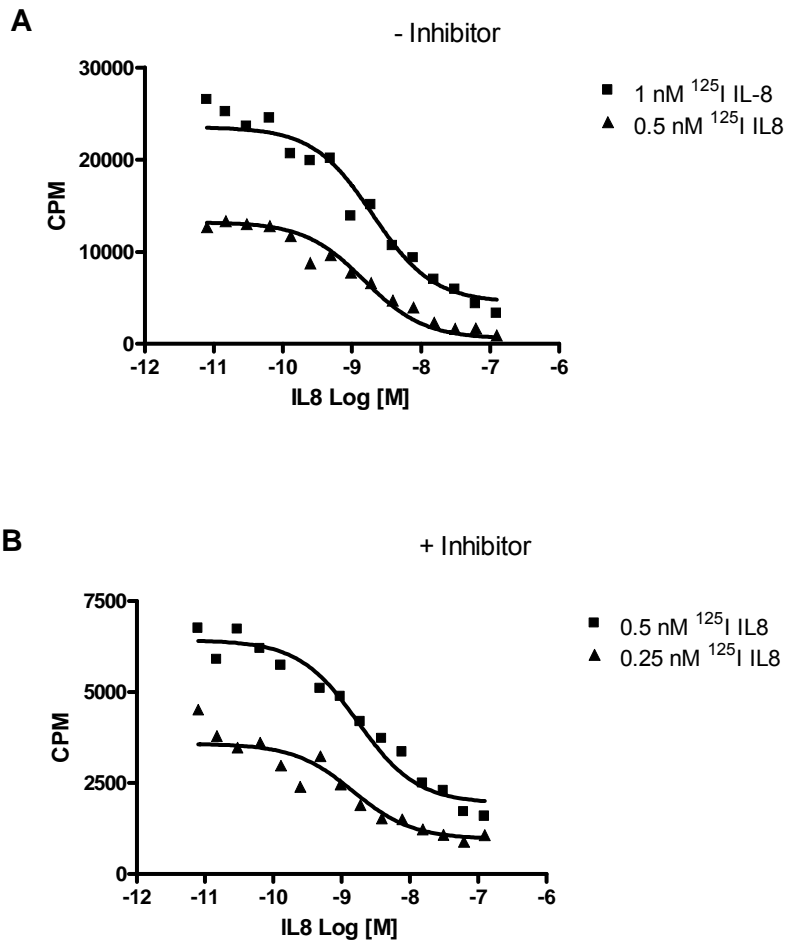 A
- Inhibitor
30000
20000
10000
0
CPM
-12 -11 -10 -9 -8 -7 -6
IL8 Log [M]
1 nM ¹²⁵I IL-8
0.5 nM ¹²⁵I IL8
B
+ Inhibitor
7500
5000
2500
0
CPM
-12 -11 -10 -9 -8 -7 -6
IL8 Log [M]
0.5 nM ¹²⁵I IL8
0.25 nM ¹²⁵I IL8